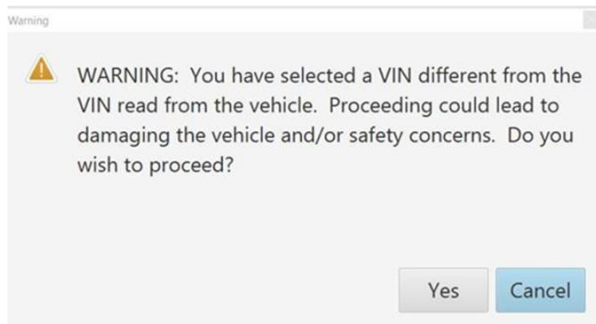 Warning
WARNING: You have selected a VIN different from the
VIN read from the vehicle. Proceeding could lead to
damaging the vehicle and/or safety concerns. Do you
wish to proceed?
Yes Cancel